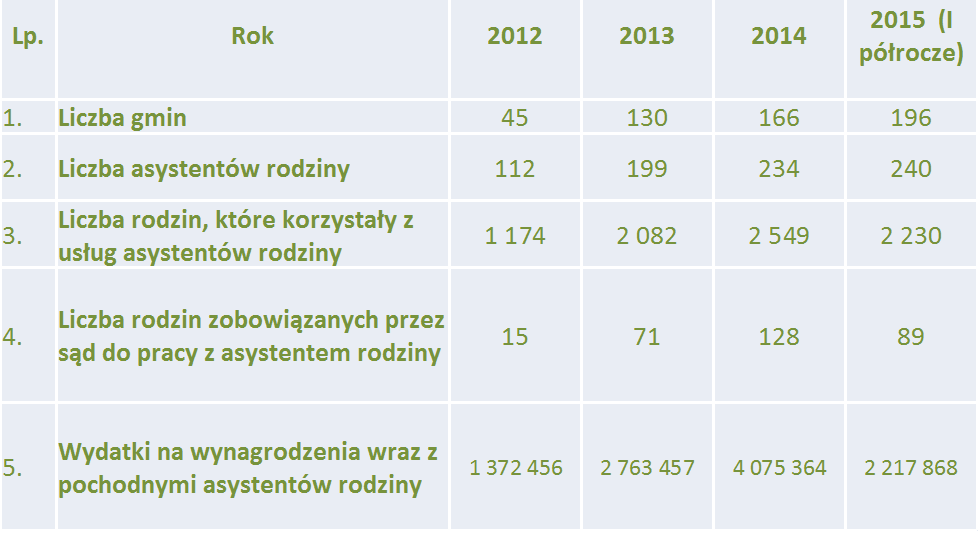 Lp. Rok 2012 2013 2014 2015 (I
półrocze)
1. Liczba gmin 45 130 166 196
2. Liczba asystentów rodziny 112 199 234 240
3. Liczba rodzin, które korzystały z
usług asystentów rodziny 1 174 2 082 2 549 2 230
4. Liczba rodzin zobowiązanych przez
sąd do pracy z asystentem rodziny 15 71 128 89
5. Wydatki na wynagrodzenia wraz z
pochodnymi asystentów rodziny 1 372 456 2 763 457 4 075 364 2 217 868